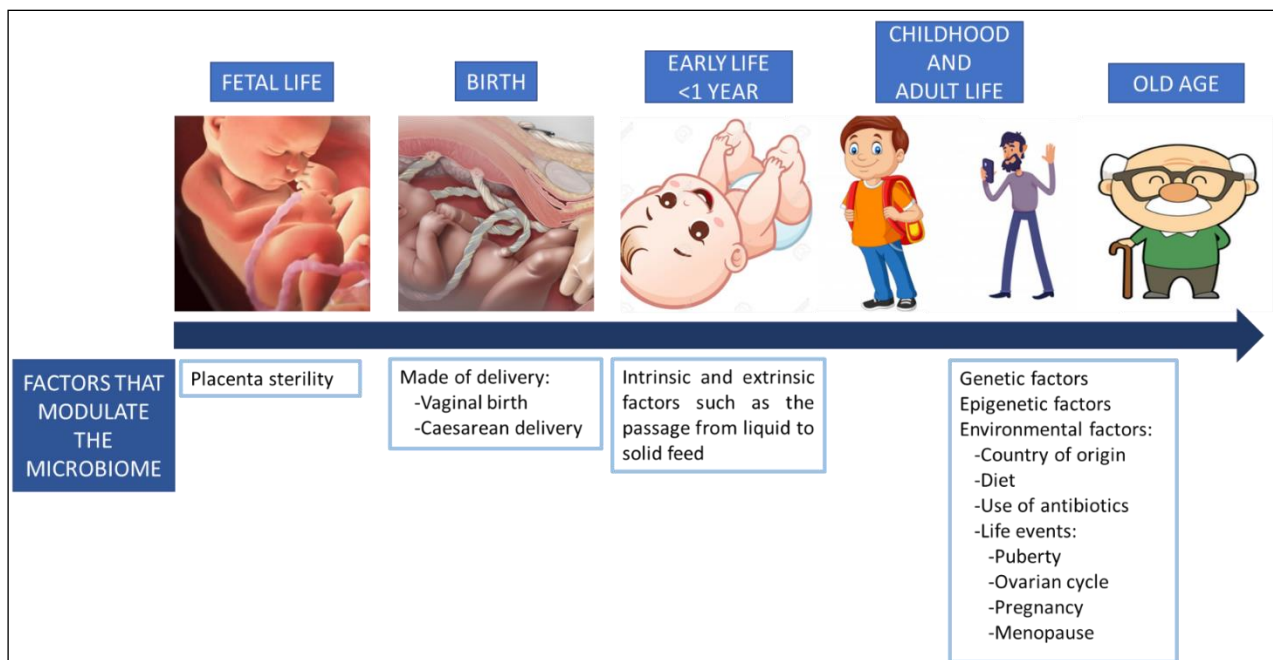 FETAL LIFE
BIRTH
EARLY LIFE
<1 YEAR
CHILDHOOD
AND
ADULT LIFE
OLD AGE
FACTORS THAT
MODULATE
THE
MICROBIOME
Placenta sterility
Made of delivery:
-Vaginal birth
-Caesarean delivery
Intrinsic and extrinsic
factors such as the
passage from liquid to
solid feed
Genetic factors
Epigenetic factors
Environmental factors:
-Country of origin
-Diet
-Use of antibiotics
-Life events:
-Puberty
-Ovarian cycle
-Pregnancy
-Menopause